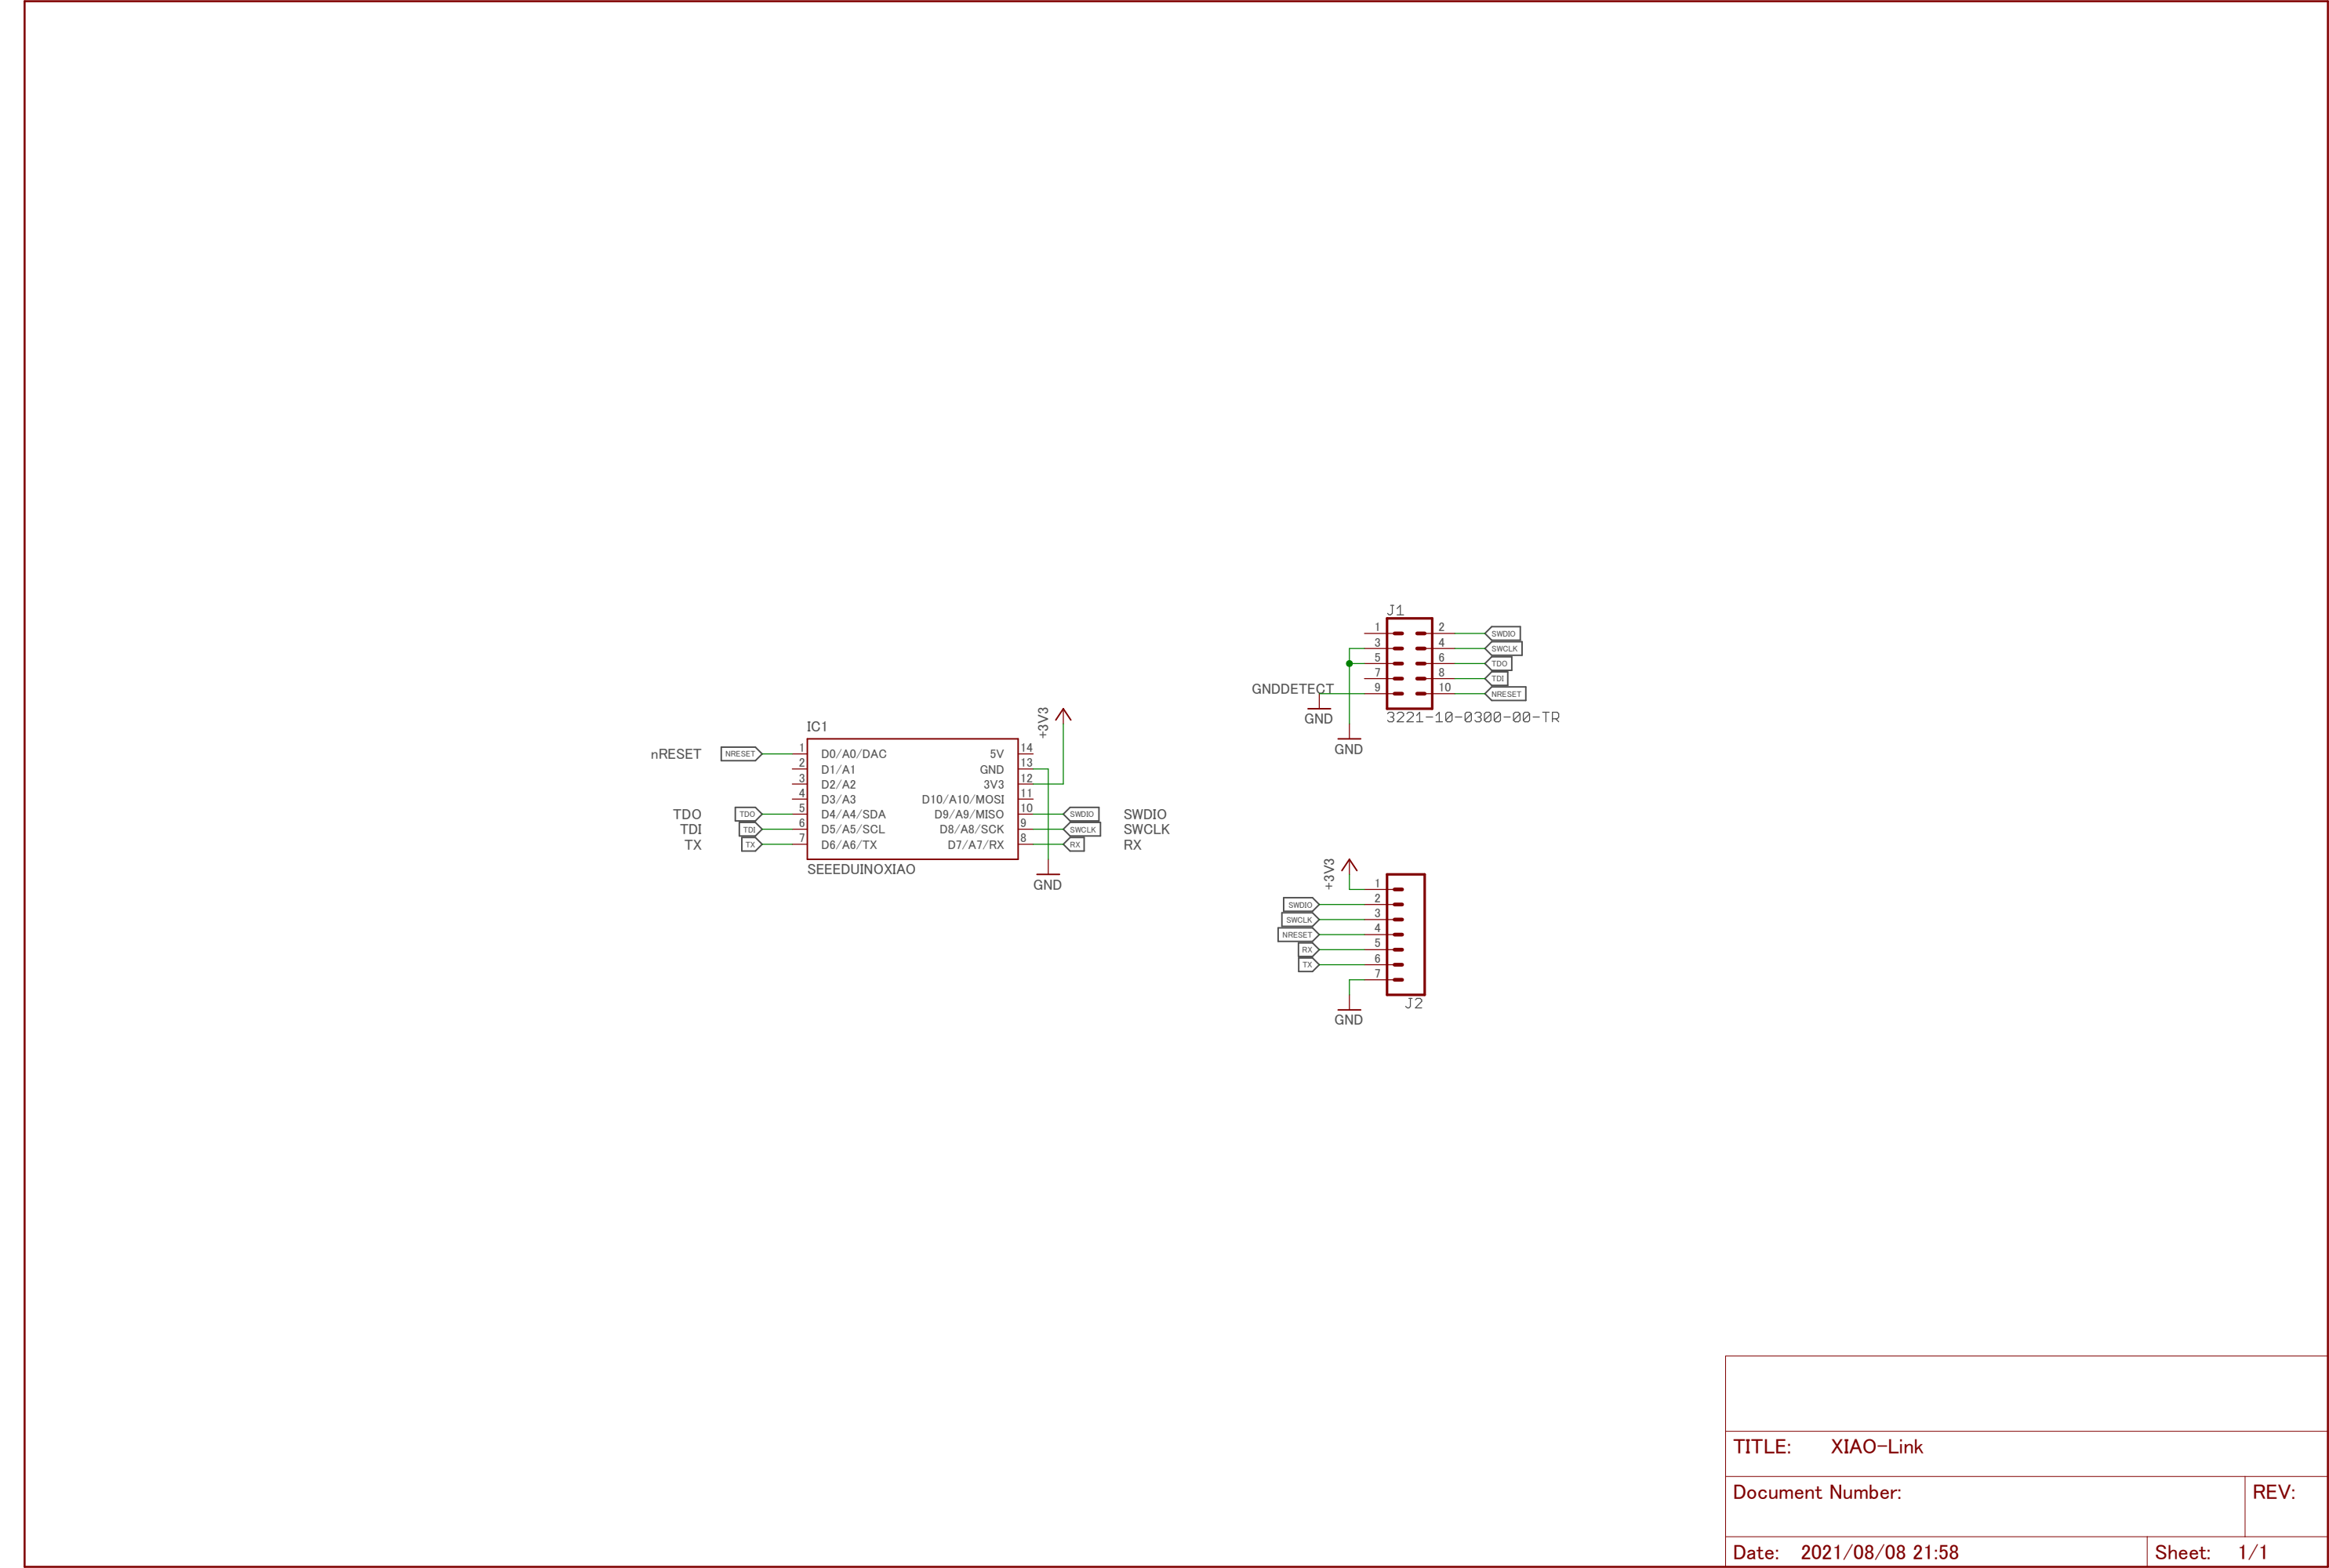 J1
1 2 SWDIO
3 4 SWCLK
5 6 TDO
7 8 TDI
GNDDETECT 9 10 NRESET
GND 3221-10-0300-00-TR
GND
+3V3
IC1
nRESET NRESET 1 D0/A0/DAC 5V 14
2 D1/A1 GND 13
3 D2/A2 3V3 12
4 D3/A3 D10/A10/MOSI 11
TDO TDO 5 D4/A4/SDA D9/A9/MISO 10 SWDIO SWDIO
TDI TDI 6 D5/A5/SCL D8/A8/SCK 9 SWCLK SWCLK
TX TX 7 D6/A6/TX D7/A7/RX 8 RX RX
SEEEDUINOXIAO
GND
+3V3
1
SWDIO 2
SWCLK 3
NRESET 4
RX 5
TX 6
7
J2
GND
TITLE: XIAO-Link
Document Number:
REV:
Date: 2021/08/08 21:58
Sheet: 1/1